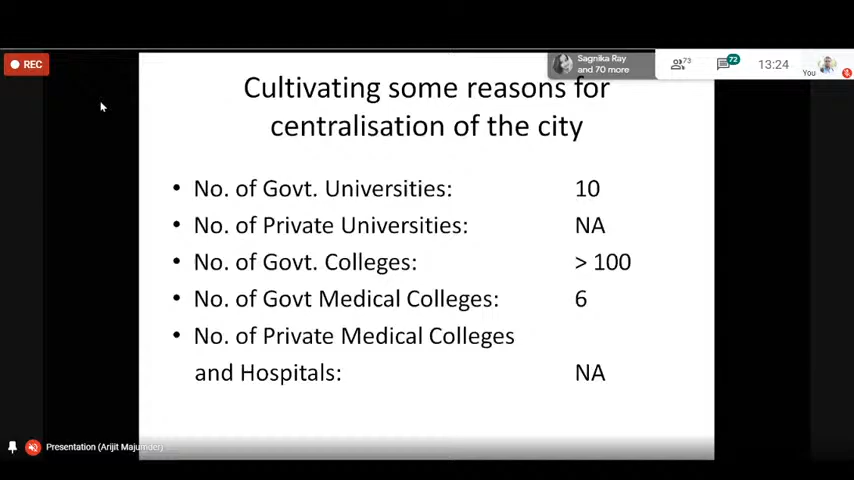 REC
Sagnika Ray
and 70 more
73
72
13:24
You
Cultivating some reasons for
centralisation of the city
• No. of Govt. Universities: 10
• No. of Private Universities: NA
• No. of Govt. Colleges: > 100
• No. of Govt Medical Colleges: 6
• No. of Private Medical Colleges
and Hospitals: NA
Presentation (Arijit Majumder)